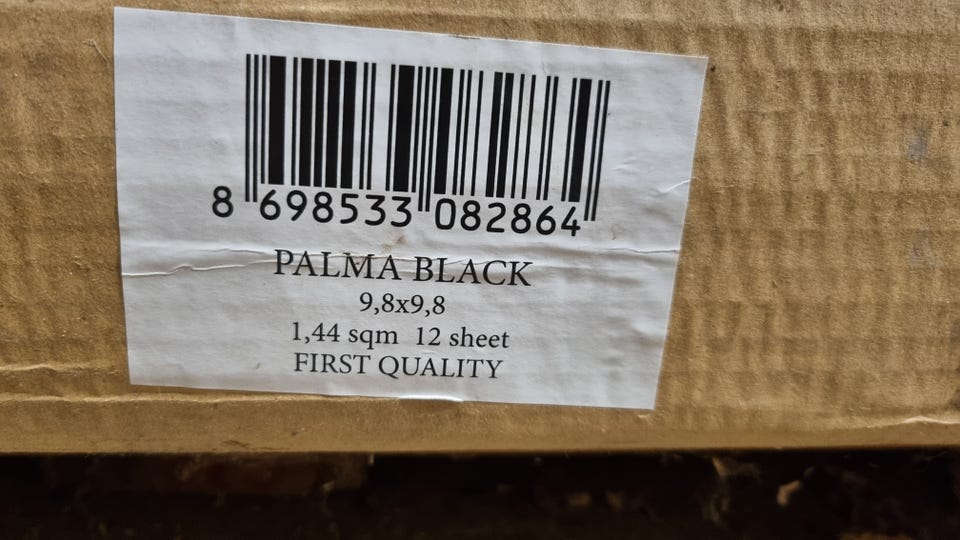 8 698533 082864
PALMA BLACK
9,8x9,8
1,44 sqm 12 sheet
FIRST QUALITY